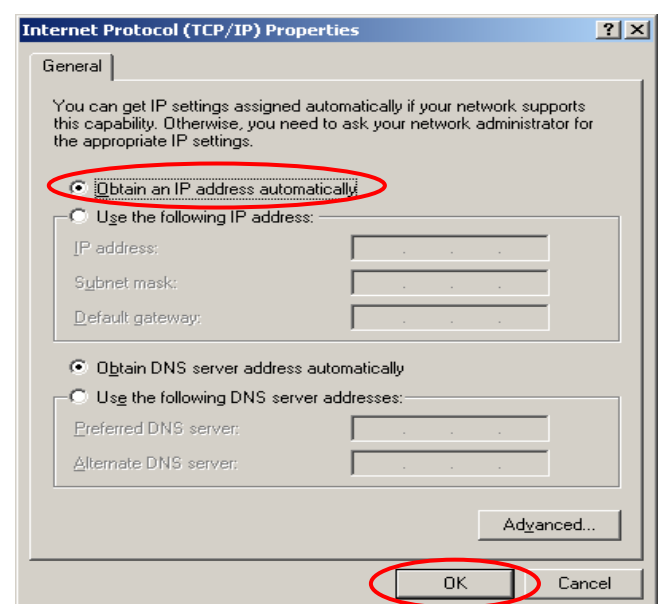 Internet Protocol (TCP/IP) Properties
General
You can get IP settings assigned automatically if your network supports
this capability. Otherwise, you need to ask your network administrator for
the appropriate IP settings.
Obtain an IP address automatically
Use the following IP address:
IP address:
Subnet mask:
Default gateway:
Obtain DNS server address automatically
Use the following DNS server addresses:
Preferred DNS server:
Alternate DNS server:
Advanced...
OK Cancel